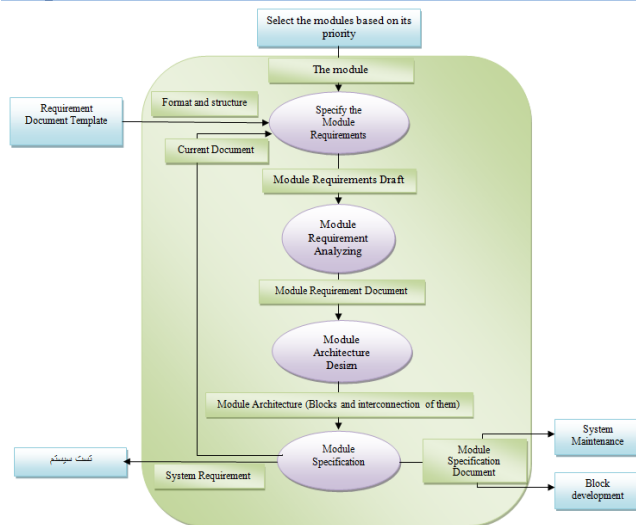 Select the modules based on its
priority
The module
Requirement
Document Template
Format and structure
Specify the
Module
Requirements
Current Document
Module Requirements Draft
Module
Requirement
Analyzing
Module Requirement Document
Module
Architecture
Design
Module Architecture (Blocks and interconnection of them)
Module
Specification
Module
Specification
Document
System
Maintenance
تست سیستم
System Requirement
Block
development